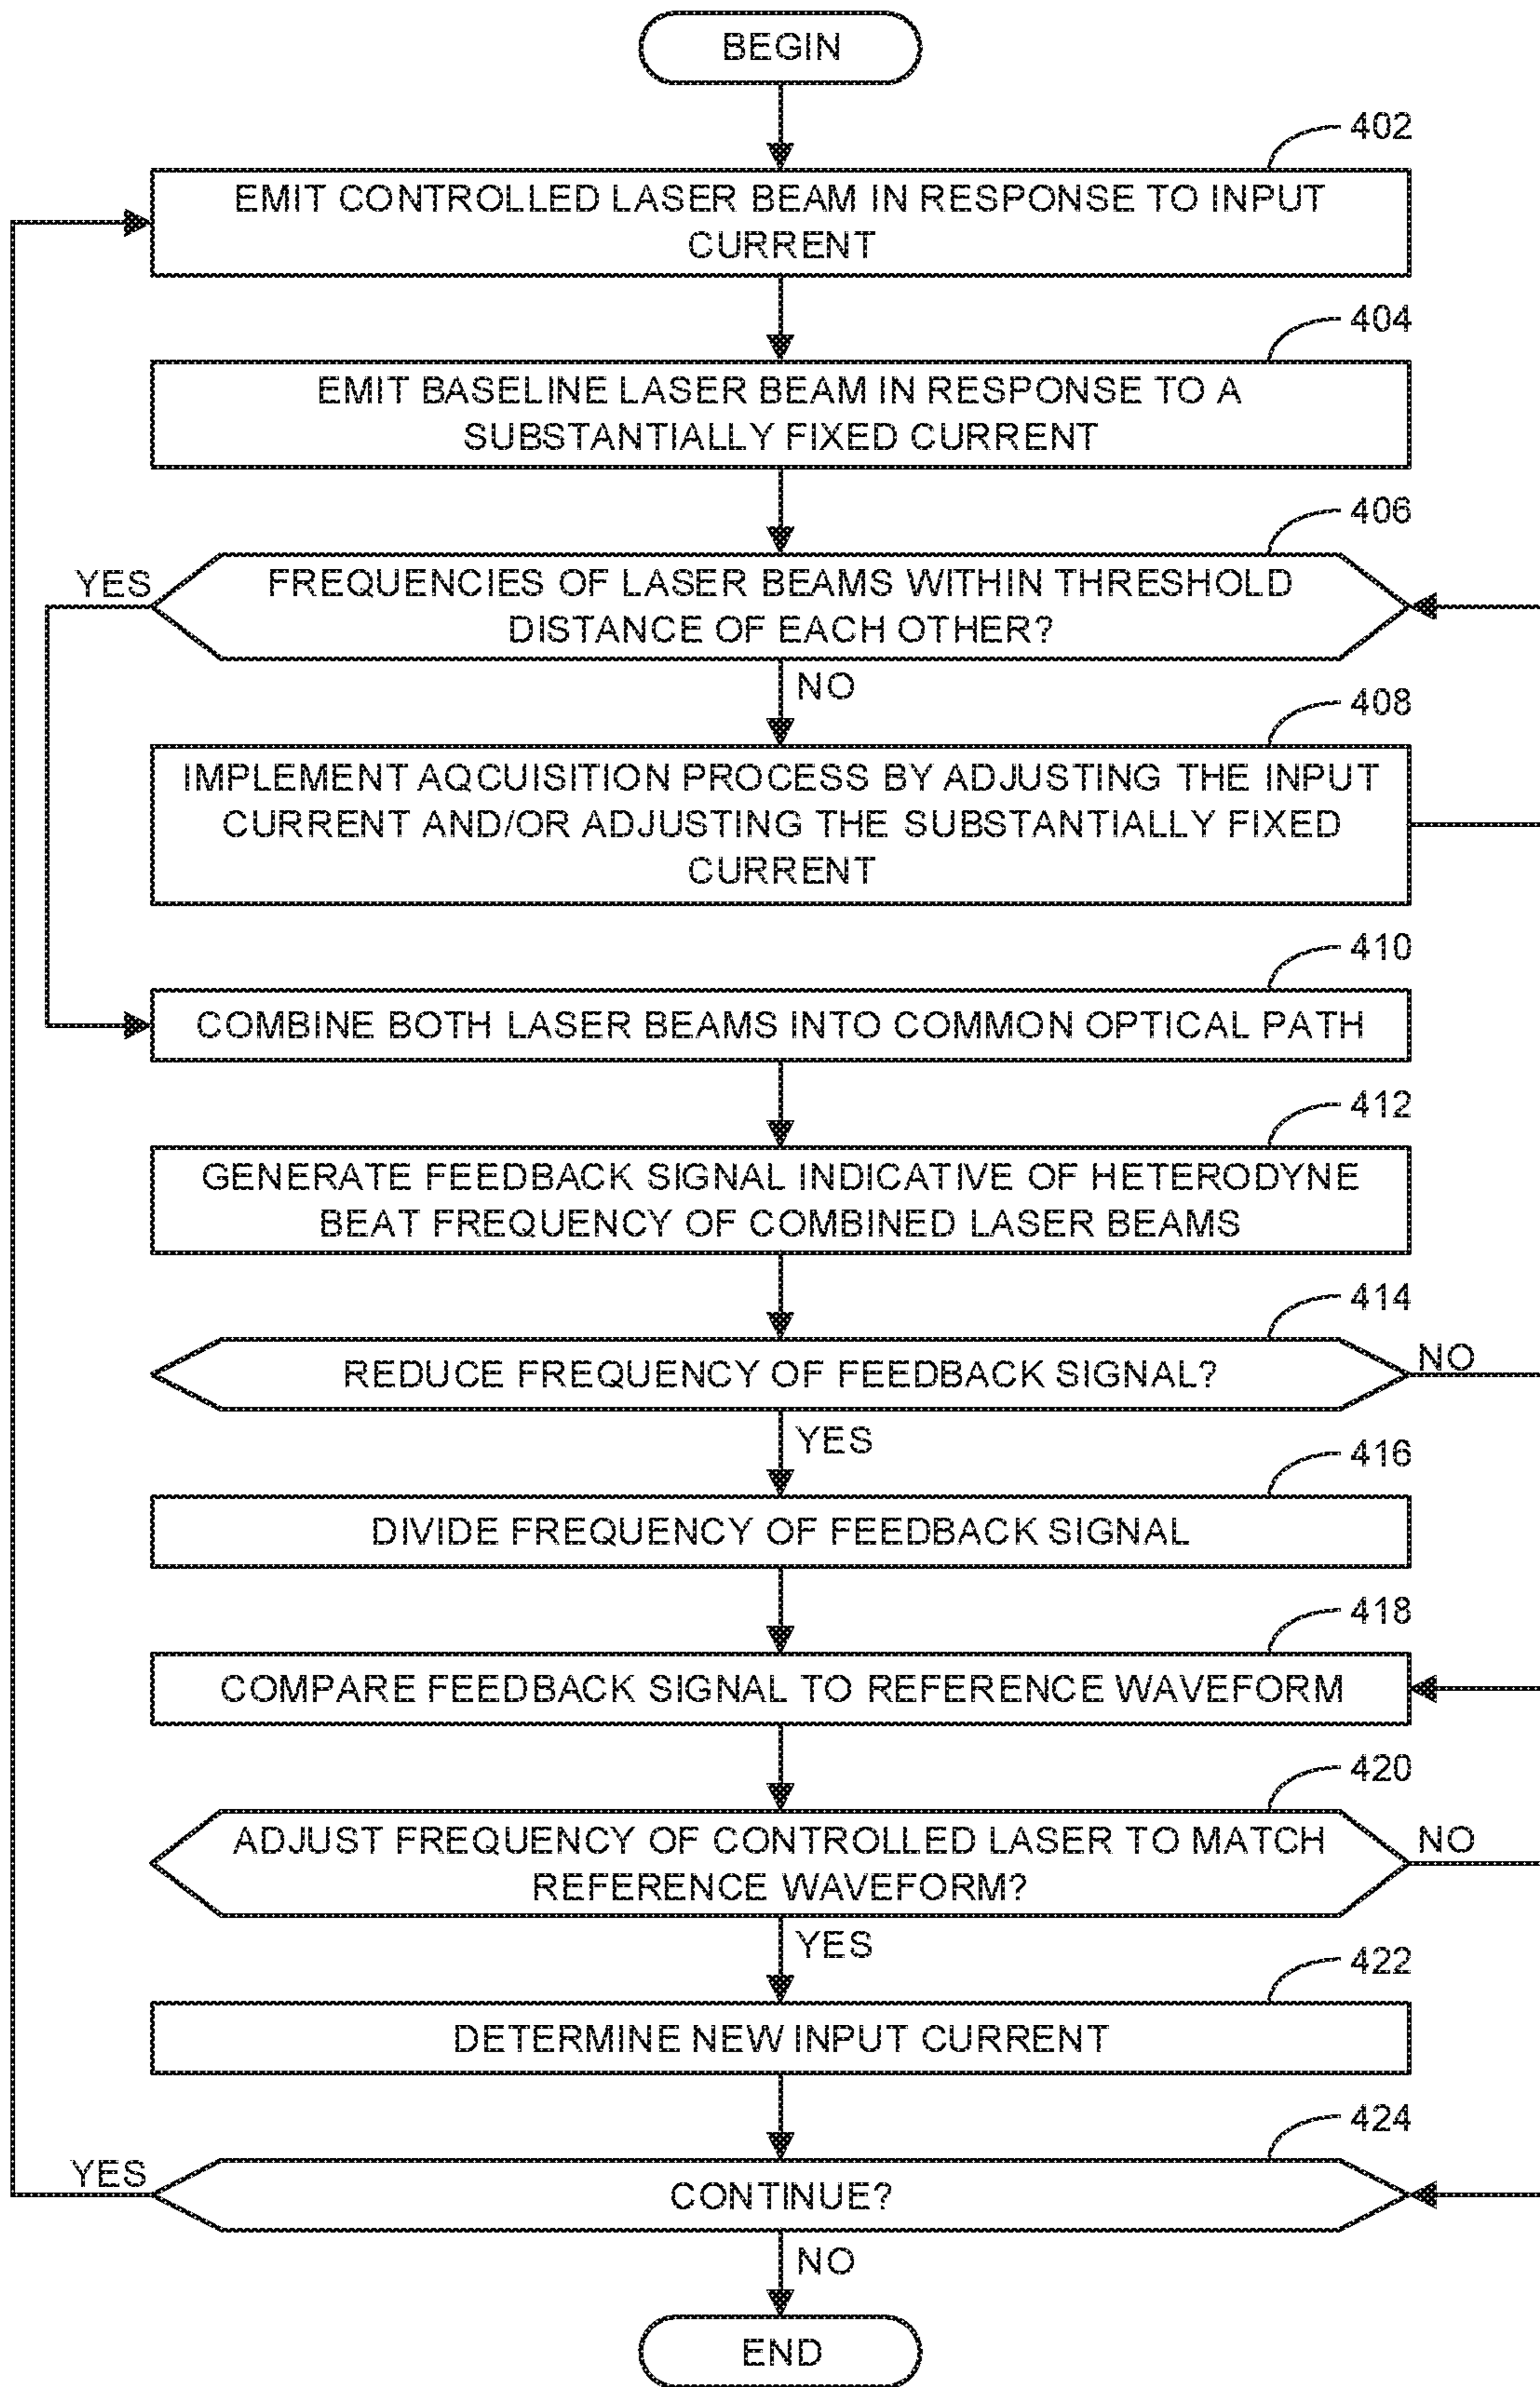 BEGIN
402
EMIT CONTROLLED LASER BEAM IN RESPONSE TO INPUT
CURRENT
404
EMIT BASELINE LASER BEAM IN RESPONSE TO A
SUBSTANTIALLY FIXED CURRENT
406
YES
FREQUENCIES OF LASER BEAMS WITHIN THRESHOLD
DISTANCE OF EACH OTHER?
NO
408
IMPLEMENT AQCUISITION PROCESS BY ADJUSTING THE INPUT
CURRENT AND/OR ADJUSTING THE SUBSTANTIALLY FIXED
CURRENT
410
COMBINE BOTH LASER BEAMS INTO COMMON OPTICAL PATH
412
GENERATE FEEDBACK SIGNAL INDICATIVE OF HETERODYNE
BEAT FREQUENCY OF COMBINED LASER BEAMS
414
REDUCE FREQUENCY OF FEEDBACK SIGNAL?
NO
YES
416
DIVIDE FREQUENCY OF FEEDBACK SIGNAL
418
COMPARE FEEDBACK SIGNAL TO REFERENCE WAVEFORM
420
ADJUST FREQUENCY OF CONTROLLED LASER TO MATCH
REFERENCE WAVEFORM?
NO
YES
422
DETERMINE NEW INPUT CURRENT
424
YES
CONTINUE?
NO
END